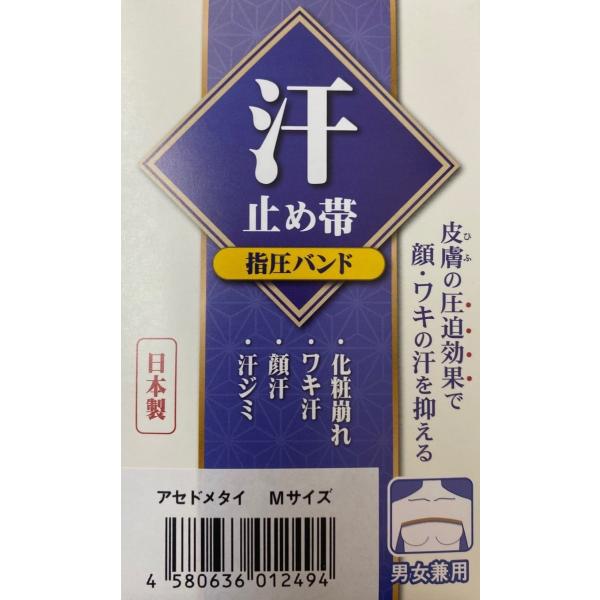 汗
止め帯
指圧バンド
皮膚の圧迫効果で
ひふ
顔・ワキの汗を抑える
・化粧崩れ
・ワキ汗
・顔汗
・汗ジミ
日本製
男女兼用
アセドメタイ Mサイズ
4 580636 012494